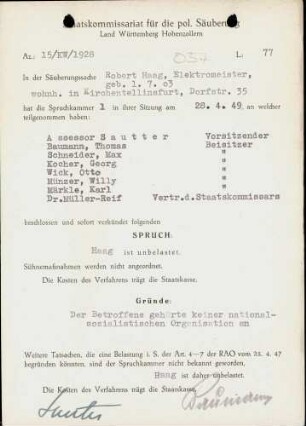 Staatskommissariat für die pol. Säuberung
Land Württemberg Hohenzollern
Az.: 15/EW/1928
057
L. 77
In der Säuberungssache Robert Haag, Elektromeister,
geb. 1. 7. 03
wohnh. in Kirchentellinsfurt, Dorfstr. 35
hat die Spruchkammer 1 in ihrer Sitzung am 28.4.49, an welcher
teilgenommen haben:
A ssessor S a u t t e r Vorsitzender
Baumann, Thomas Beisitzer
Schneider, Max "
Kocher, Georg "
Wick, Otto "
Münzer, Willy "
Märkle, Karl "
Dr.Müller-Reif Vertr.d.Staatskommissars
beschlossen und sofort verkündet folgenden
SPRUCH:
Haag ist unbelastet.
Sühnemaßnahmen werden nicht angeordnet.
Die Kosten des Verfahrens trägt die Staatskasse.
Gründe:
Der Betroffene gehörte keiner national-
sozialistischen Organisation an
Weitere Tatsachen, die eine Belastung i. S. der Art. 4-7 der RAO vom 25. 4. 47
begründen könnten, sind der Spruchkammer nicht bekannt geworden.
Haag ist daher unbelastet.
Die Kosten des Verfahrens trägt die Staatskasse.
Sautter
Baumann